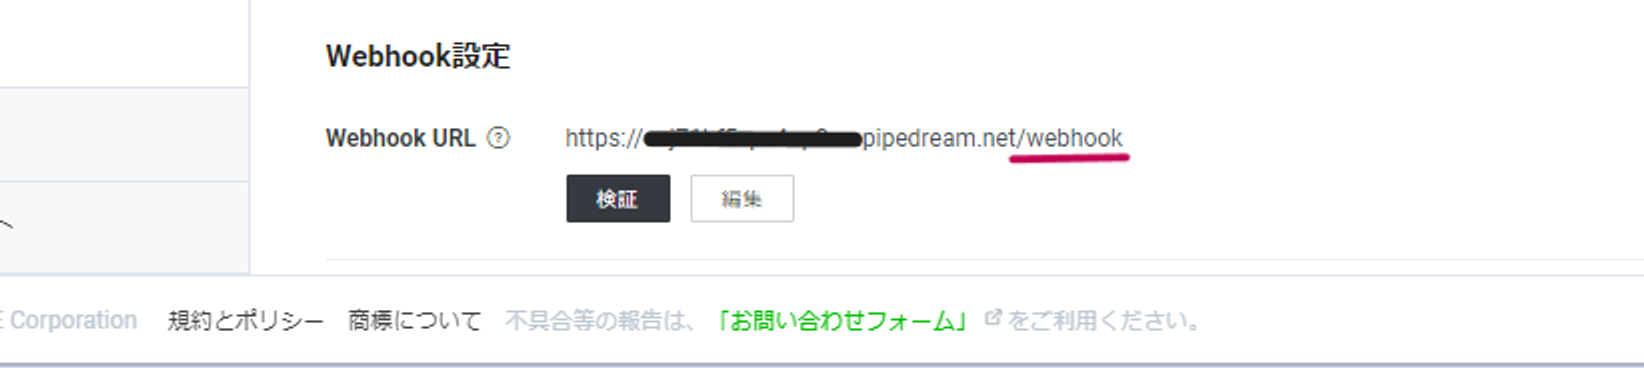 Webhook設定
Webhook URL ? https://pipedream.net/webhook
検証 編集
Corporation 規約とポリシー 商標について 不具合等の報告は、「お問い合わせフォーム」をご利用ください。